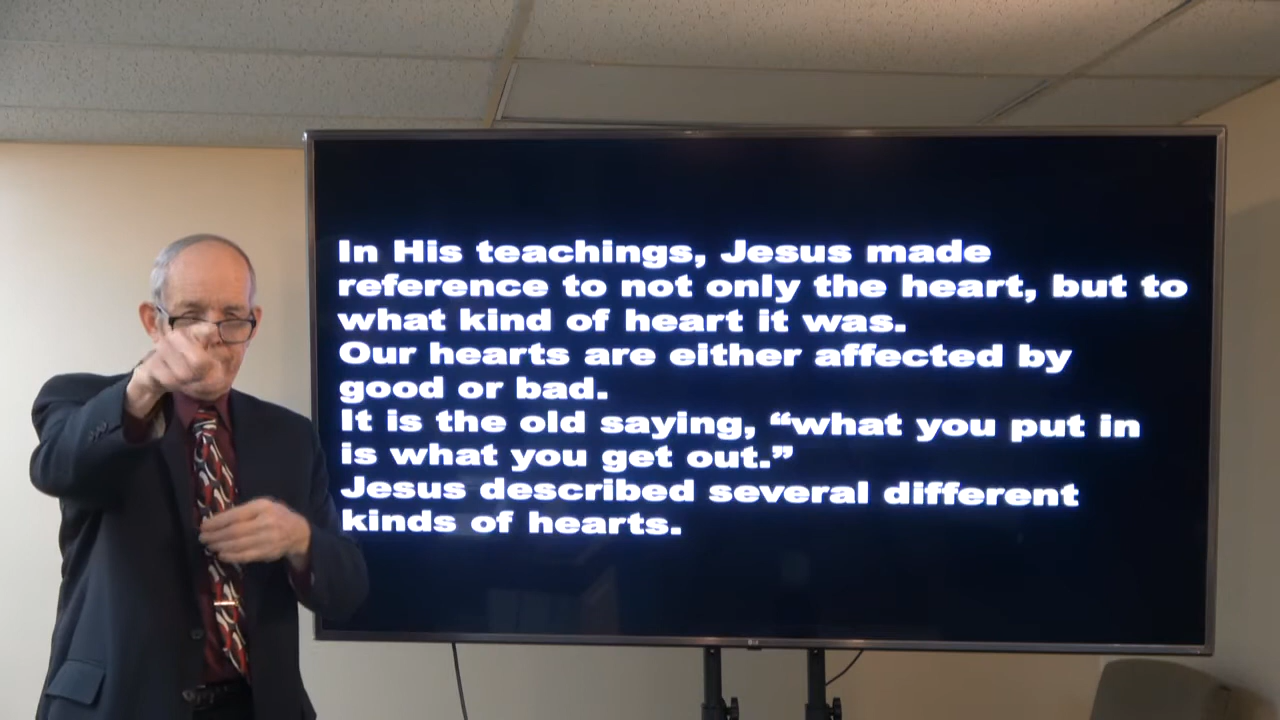 In His teachings, Jesus made
reference to not only the heart, but to
what kind of heart it was.
Our hearts are either affected by
good or bad.
It is the old saying, “what you put in
is what you get out.”
Jesus described several different
kinds of hearts.
LG